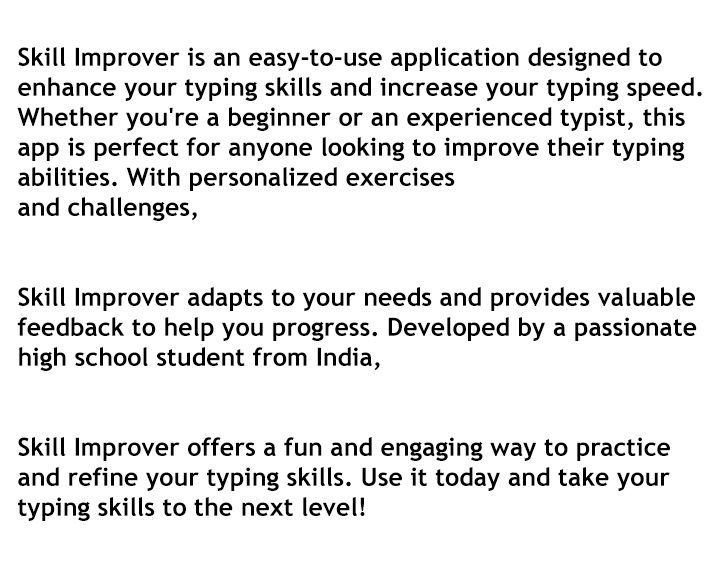 Skill Improver is an easy-to-use application designed to
enhance your typing skills and increase your typing speed.
Whether you're a beginner or an experienced typist, this
app is perfect for anyone looking to improve their typing
abilities. With personalized exercises
and challenges,
Skill Improver adapts to your needs and provides valuable
feedback to help you progress. Developed by a passionate
high school student from India,
Skill Improver offers a fun and engaging way to practice
and refine your typing skills. Use it today and take your
typing skills to the next level!